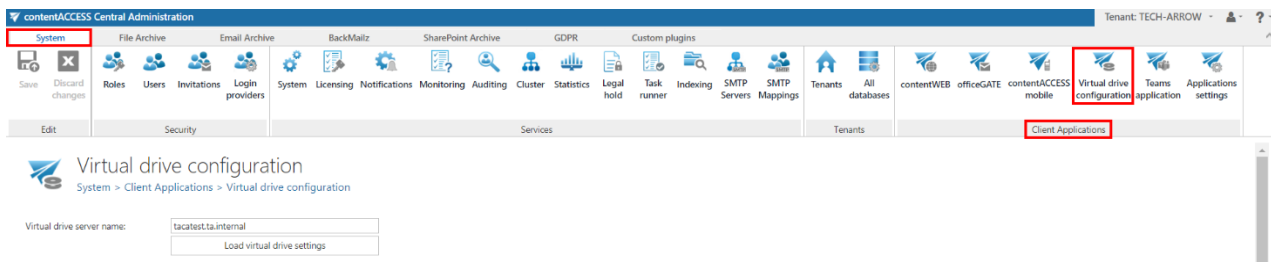 contentACCESS Central Administration
Tenant: TECH-ARROW
?
System File Archive Email Archive BackMailz SharePoint Archive GDPR Custom plugins
Save Discard changes Roles Users Invitations Login providers System Licensing Notifications Monitoring Auditing Cluster Statistics Legal hold Task runner Indexing SMTP Servers SMTP Mappings Tenants All databases contentWEB officeGATE contentACCESS mobile Virtual drive configuration Teams application Applications settings
Edit Security Services Tenants Client Applications
Virtual drive configuration
System > Client Applications > Virtual drive configuration
Virtual drive server name: tacatest.ta.internal
Load virtual drive settings